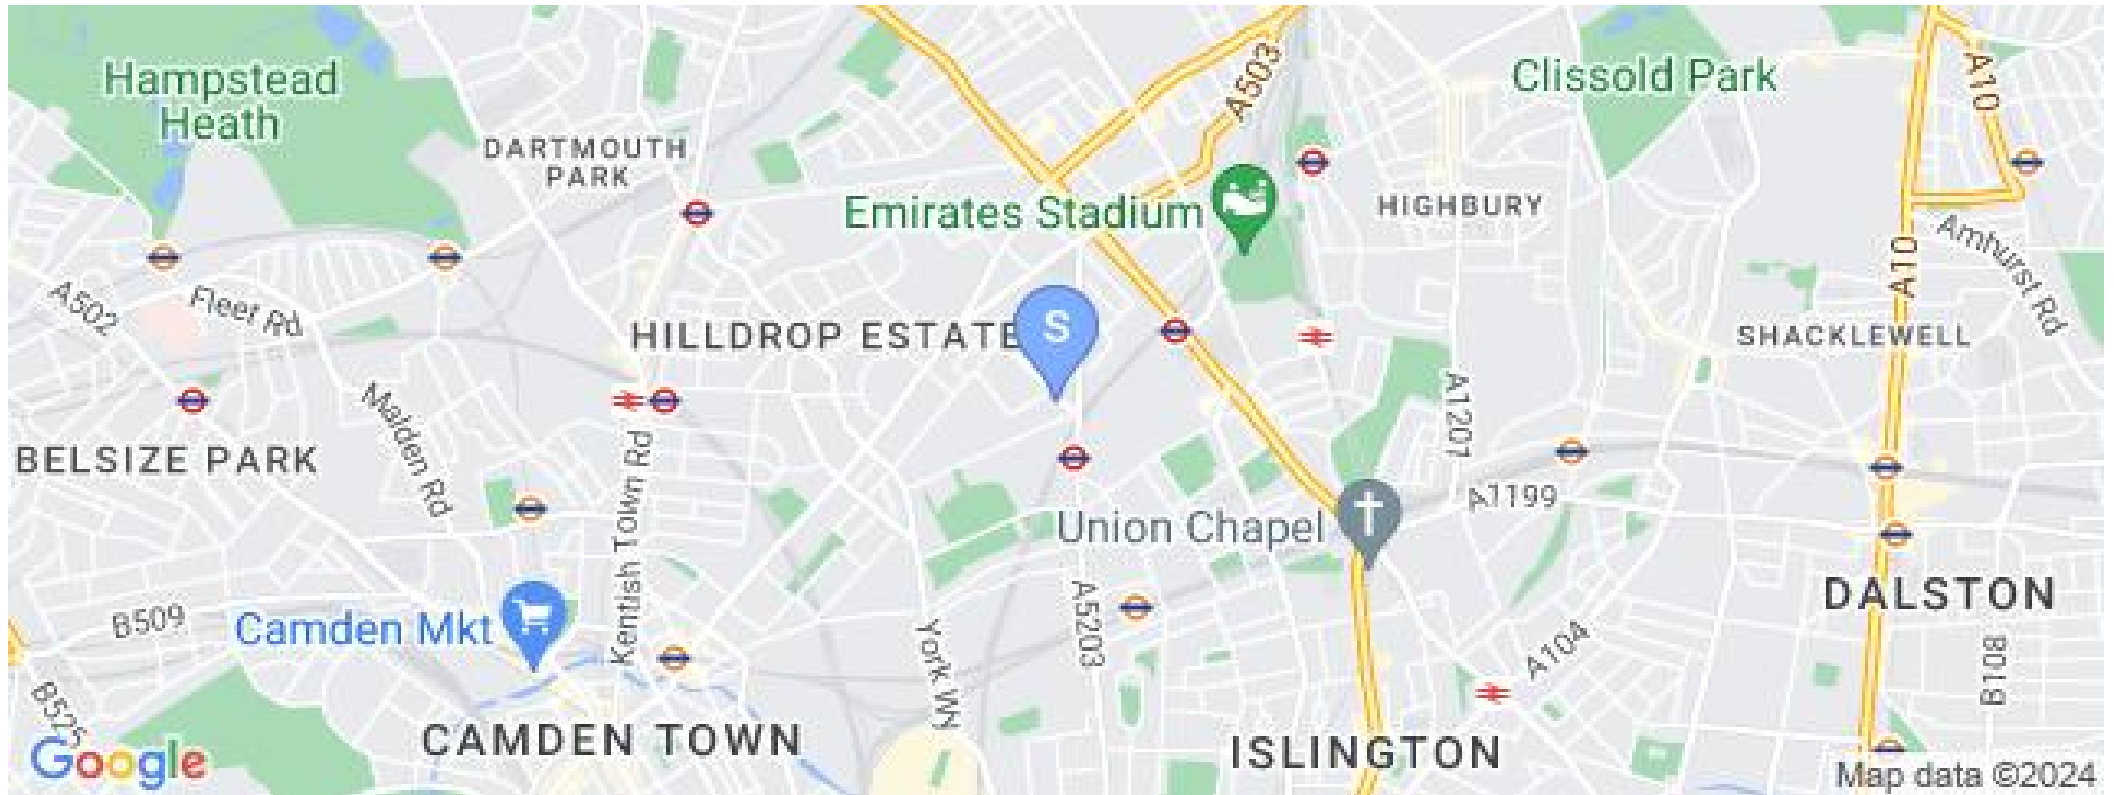 Hampstead
Heath
DARTMOUTH
PARK
A503
Clissold Park
A10
Emirates Stadium
HIGHBURY
Amhurst Rd
A10
A502
Fleet Rd
HILLDROP ESTATE
S
SHACKLEWELL
Malden Rd
A1201
BELSIZE PARK
Kentish Town Rd
A1199
Union Chapel
DALSTON
B509
Camden Mkt
A5203
York Wy
A104
B108
B525
CAMDEN TOWN
ISLINGTON
Google
Map data ©2024